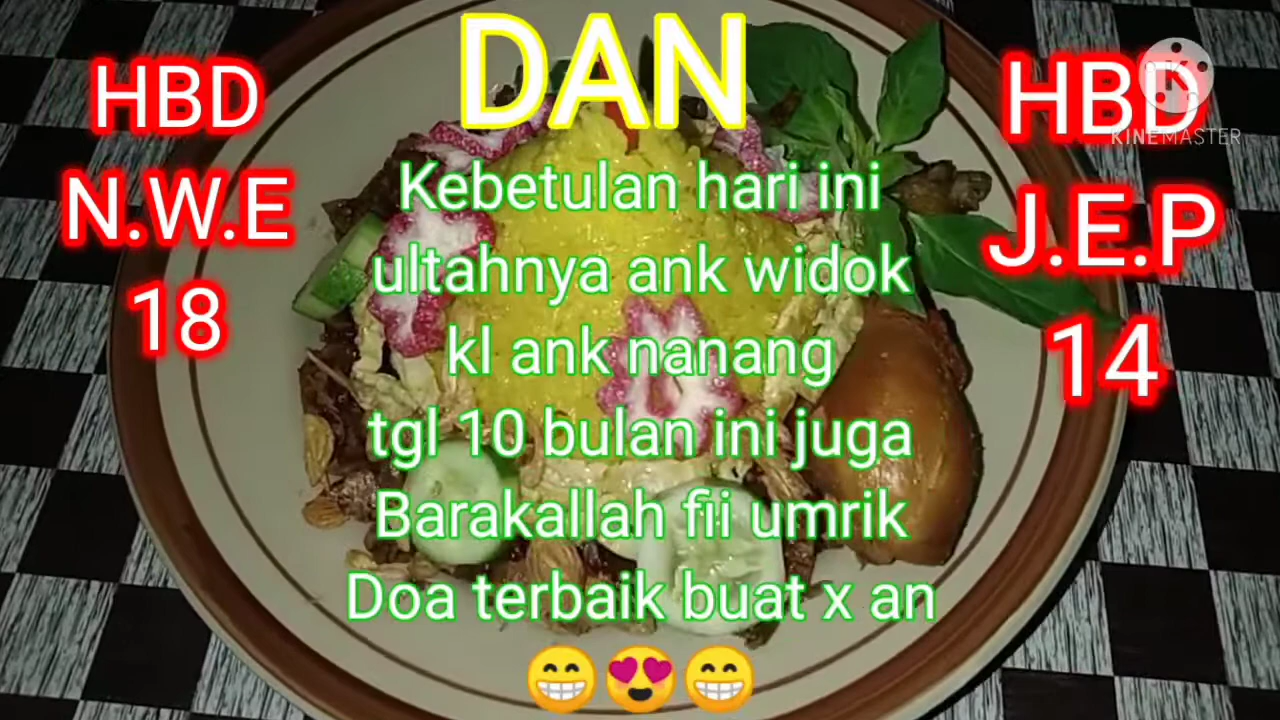 DAN
HBD
N.W.E
18
HBD
J.E.P
14
Kebetulan hari ini
ultahnya ank widok
kl ank nanang
tgl 10 bulan ini juga
Barakallah fii umrik
Doa terbaik buat x an
😁😍😁
KINEMASTER